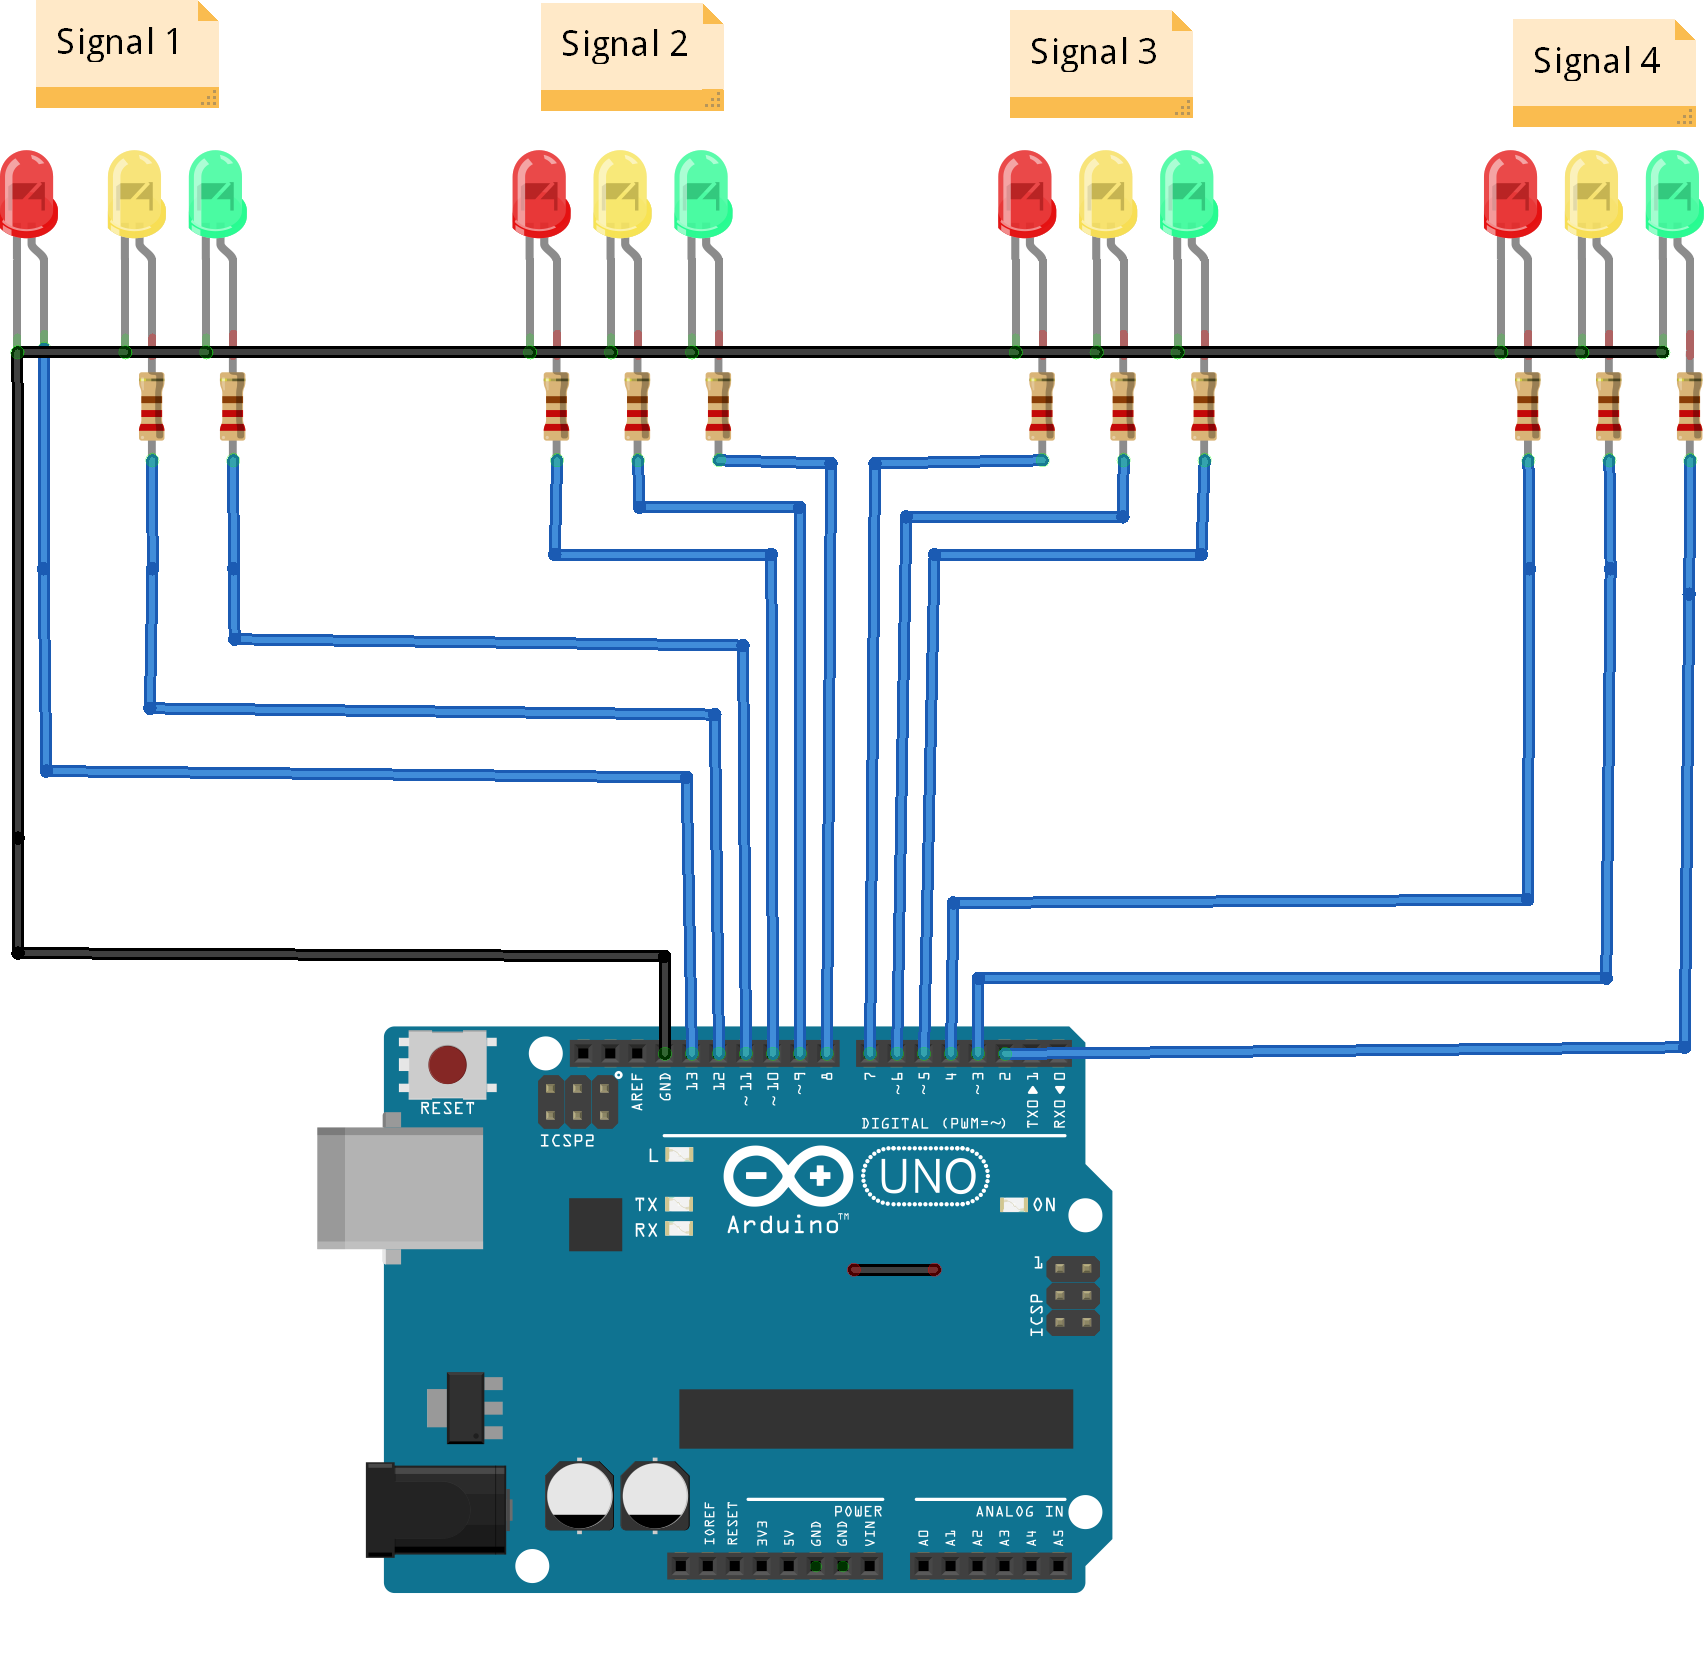 Signal 1
Signal 2
Signal 3
Signal 4
RESET
ICSP2
AREF
GND
13
12
~11
~10
~9
8
7
~6
~5
4
~3
2
TX0▶1
RX0◀0
DIGITAL (PWM=~)
L
TX
RX
Arduino™
UNO
ON
1
ICSP
IOREF
RESET
3V3
5V
GND
GND
VIN
POWER
ANALOG IN
A0
A1
A2
A3
A4
A5